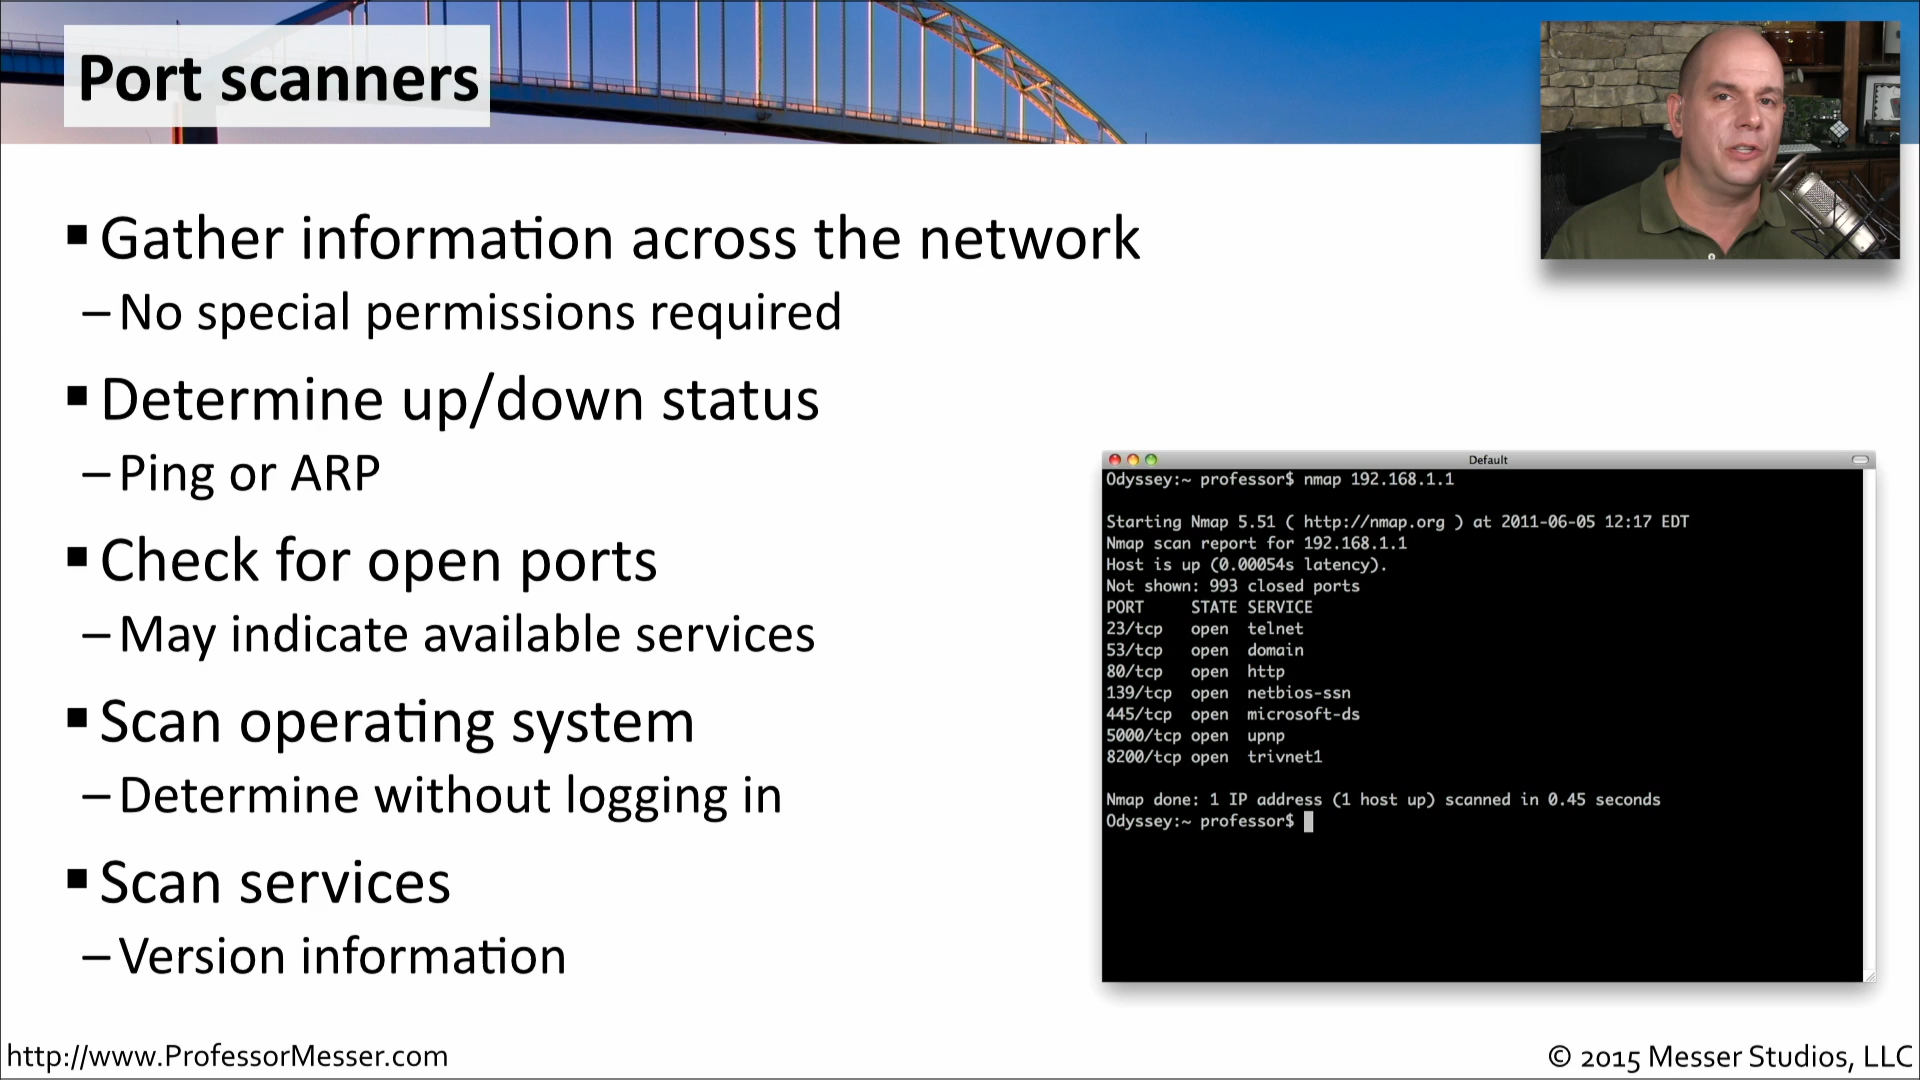 Port scanners
▪ Gather information across the network
– No special permissions required
▪ Determine up/down status
– Ping or ARP
▪ Check for open ports
– May indicate available services
▪ Scan operating system
– Determine without logging in
▪ Scan services
– Version information
Default
Odyssey:~ professor$ nmap 192.168.1.1
Starting Nmap 5.51 ( http://nmap.org ) at 2011-06-05 12:17 EDT
Nmap scan report for 192.168.1.1
Host is up (0.00054s latency).
Not shown: 993 closed ports
PORT     STATE SERVICE
23/tcp   open  telnet
53/tcp   open  domain
80/tcp   open  http
139/tcp  open  netbios-ssn
445/tcp  open  microsoft-ds
5000/tcp open  upnp
8200/tcp open  trivnet1
Nmap done: 1 IP address (1 host up) scanned in 0.45 seconds
Odyssey:~ professor$
http://www.ProfessorMesser.com
© 2015 Messer Studios, LLC